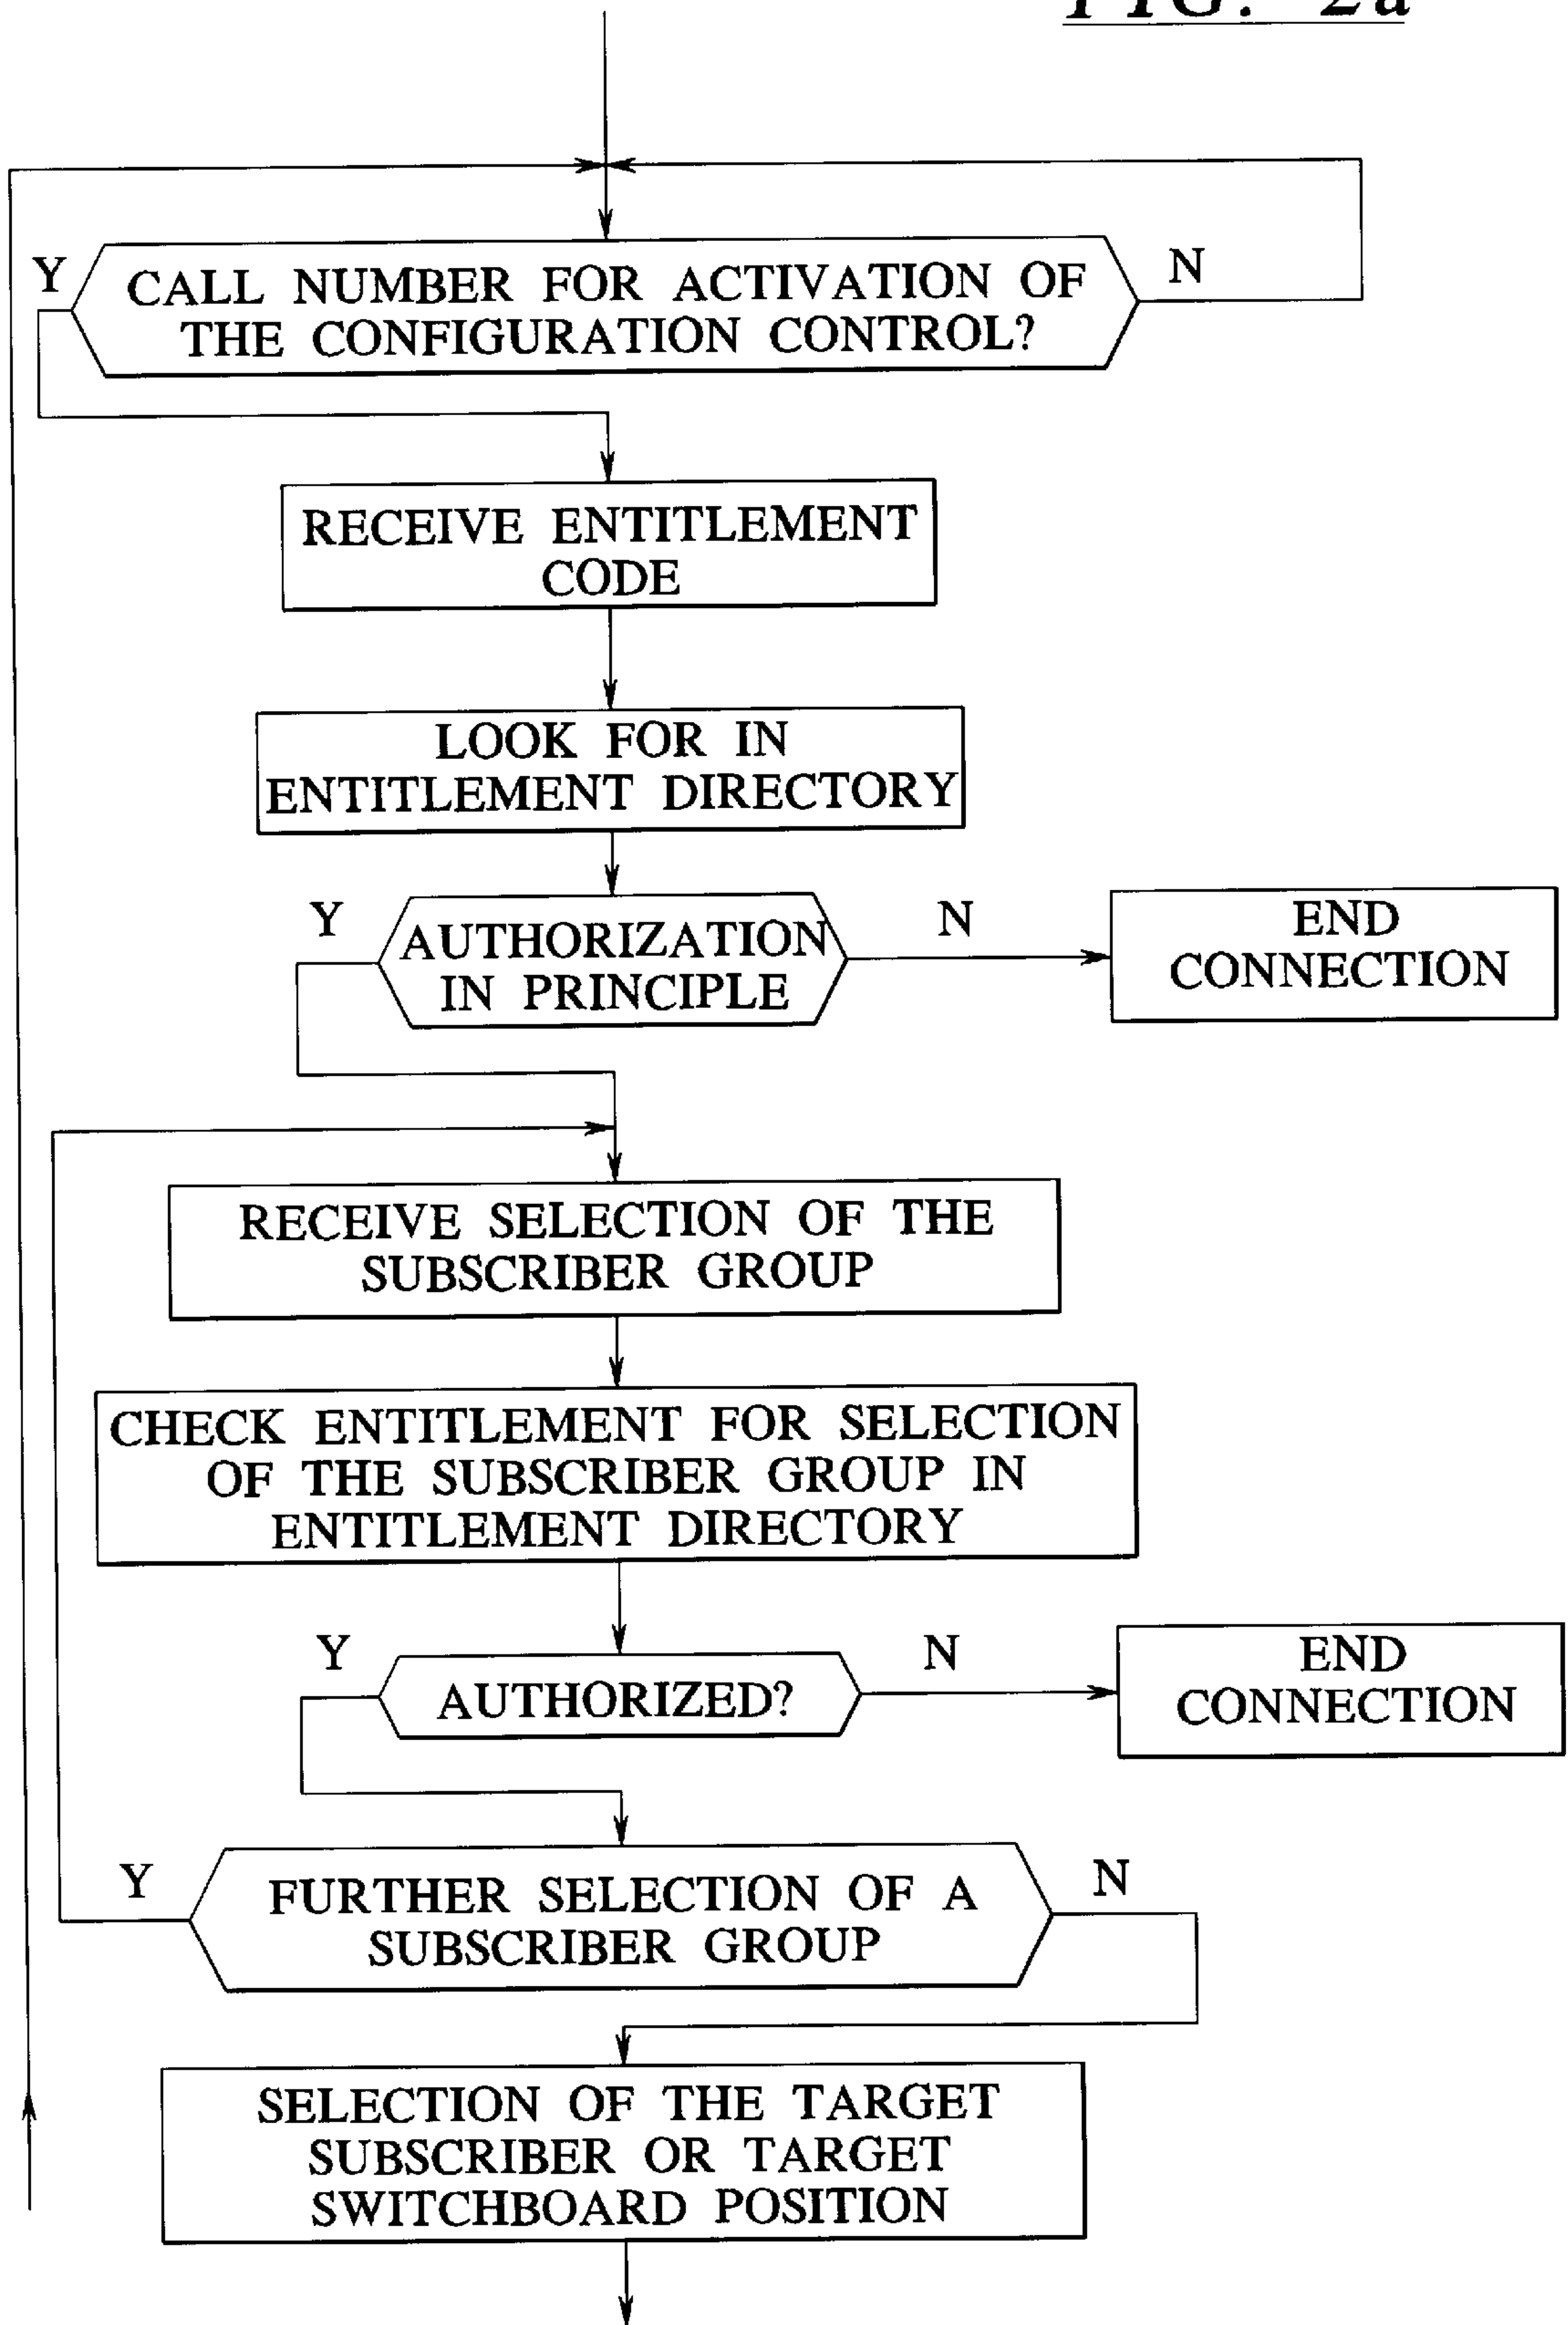 FIG. 2a
Y
CALL NUMBER FOR ACTIVATION OF
THE CONFIGURATION CONTROL?
N
RECEIVE ENTITLEMENT
CODE
LOOK FOR IN
ENTITLEMENT DIRECTORY
Y
AUTHORIZATION
IN PRINCIPLE
N
END
CONNECTION
RECEIVE SELECTION OF THE
SUBSCRIBER GROUP
CHECK ENTITLEMENT FOR SELECTION
OF THE SUBSCRIBER GROUP IN
ENTITLEMENT DIRECTORY
Y
AUTHORIZED?
N
END
CONNECTION
Y
FURTHER SELECTION OF A
SUBSCRIBER GROUP
N
SELECTION OF THE TARGET
SUBSCRIBER OR TARGET
SWITCHBOARD POSITION